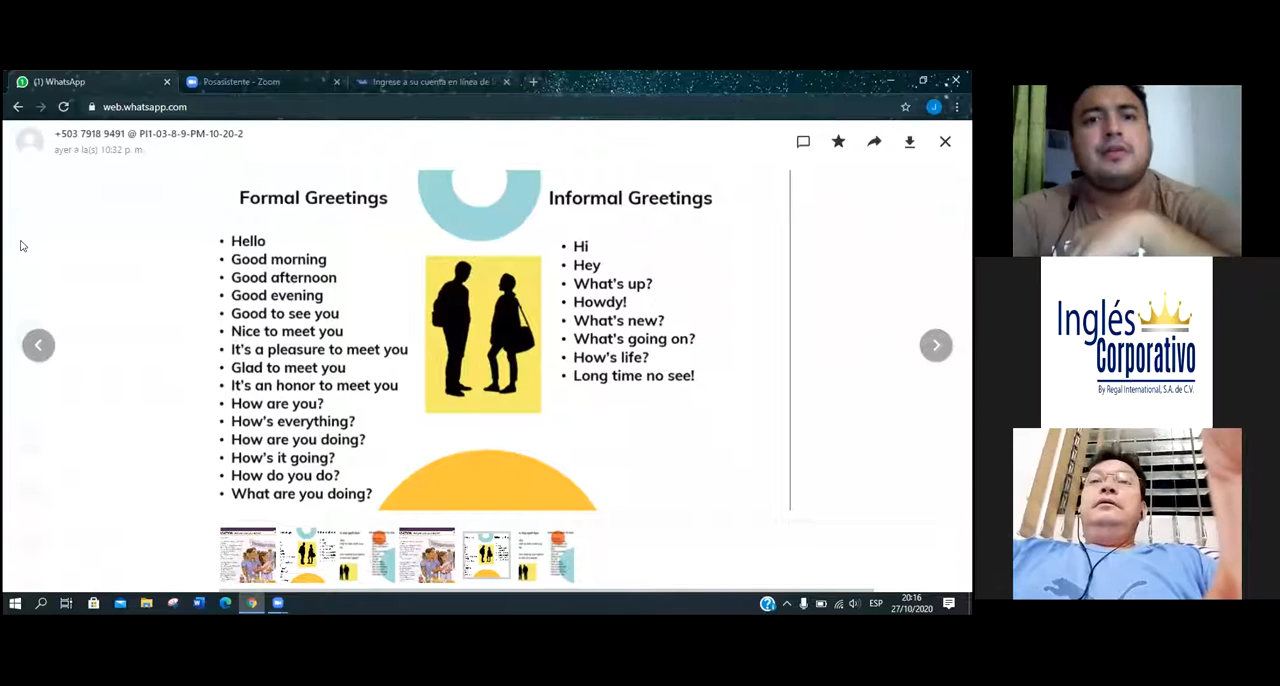 (1) WhatsApp
Posasistente - Zoom
Ingrese a su cuenta en línea de
web.whatsapp.com
+503 7918 9491 @ PI1-03-8-9-PM-10-20-2
ayer a la(s) 10:32 p. m.
Formal Greetings
• Hello
• Good morning
• Good afternoon
• Good evening
• Good to see you
• Nice to meet you
• It's a pleasure to meet you
• Glad to meet you
• It's an honor to meet you
• How are you?
• How's everything?
• How are you doing?
• How's it going?
• How do you do?
• What are you doing?
Informal Greetings
• Hi
• Hey
• What's up?
• Howdy!
• What's new?
• What's going on?
• How's life?
• Long time no see!
ESP
20:16
27/10/2020
Inglés
Corporativo
By Regal International, S.A. de C.V.